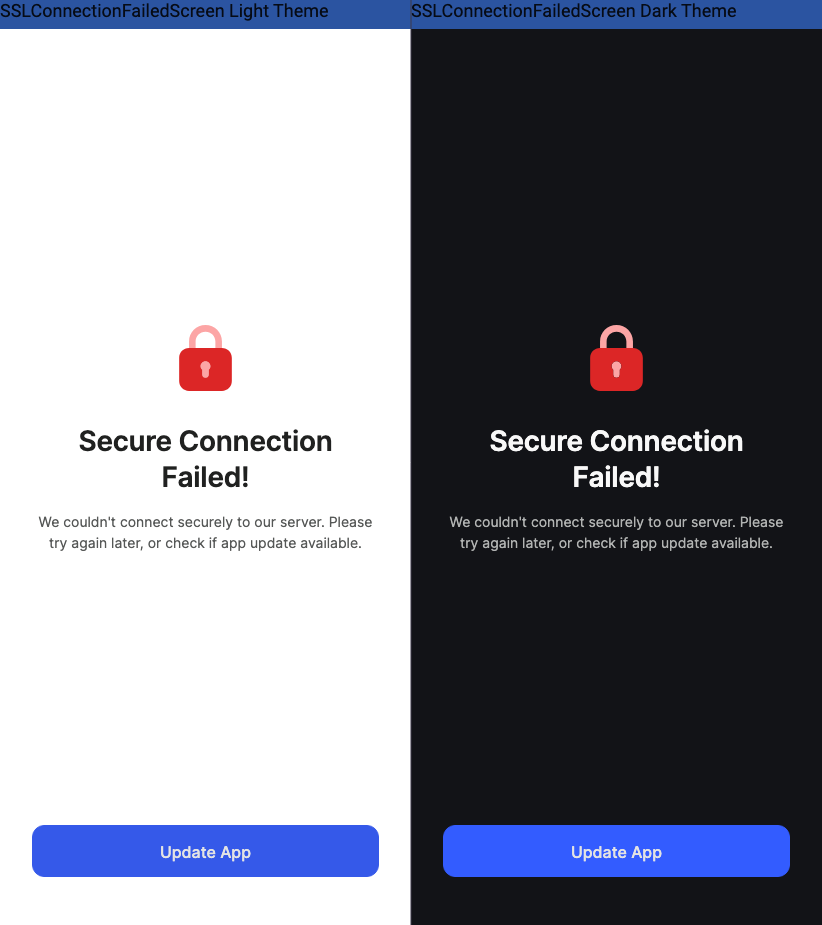 SSLConnectionFailedScreen Light Theme
Secure Connection
Failed!
We couldn't connect securely to our server. Please
try again later, or check if app update available.
Update App
SSLConnectionFailedScreen Dark Theme
Secure Connection
Failed!
We couldn't connect securely to our server. Please
try again later, or check if app update available.
Update App